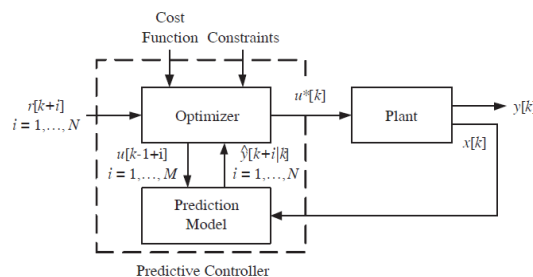 Cost
Function
Constraints
r[k+i]
i = 1,…,N
Optimizer
u*[k]
Plant
y[k]
x[k]
u[k-1+i]
i = 1,…,M
ŷ[k+i|k]
i = 1,…,N
Prediction
Model
Predictive Controller